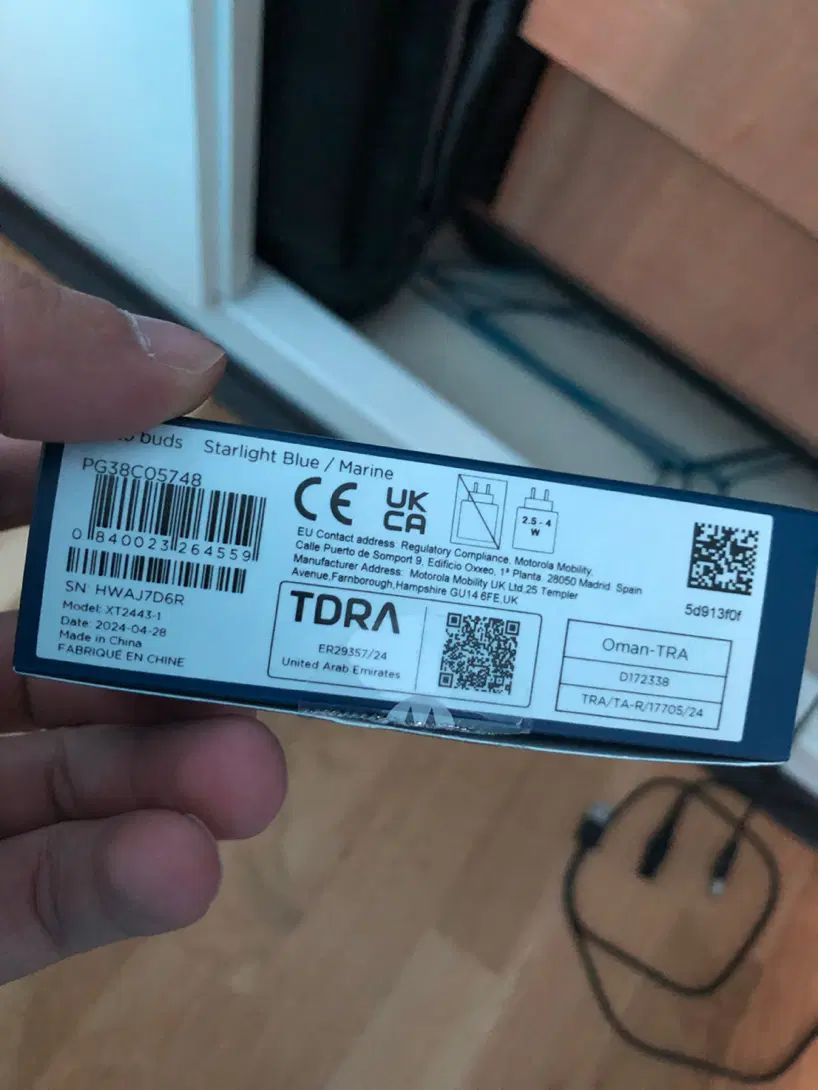 buds Starlight Blue / Marine
PG38C05748
0 840023 264559
SN: HWAJ7D6R
Model: XT2443-1
Date: 2024-04-28
Made in China
FABRIQUÉ EN CHINE
CE
UK
CA
2.5 - 4
W
EU Contact address: Regulatory Compliance, Motorola Mobility,
Calle Puerto de Somport 9, Edificio Oxxeo, 1ª Planta, 28050 Madrid, Spain
Manufacturer Address: Motorola Mobility UK Ltd,25 Templer
Avenue,Farnborough,Hampshire GU14 6FE,UK
TDRA
ER29357/24
United Arab Emirates
5d913f0f
Oman-TRA
D172338
TRA/TA-R/17705/24